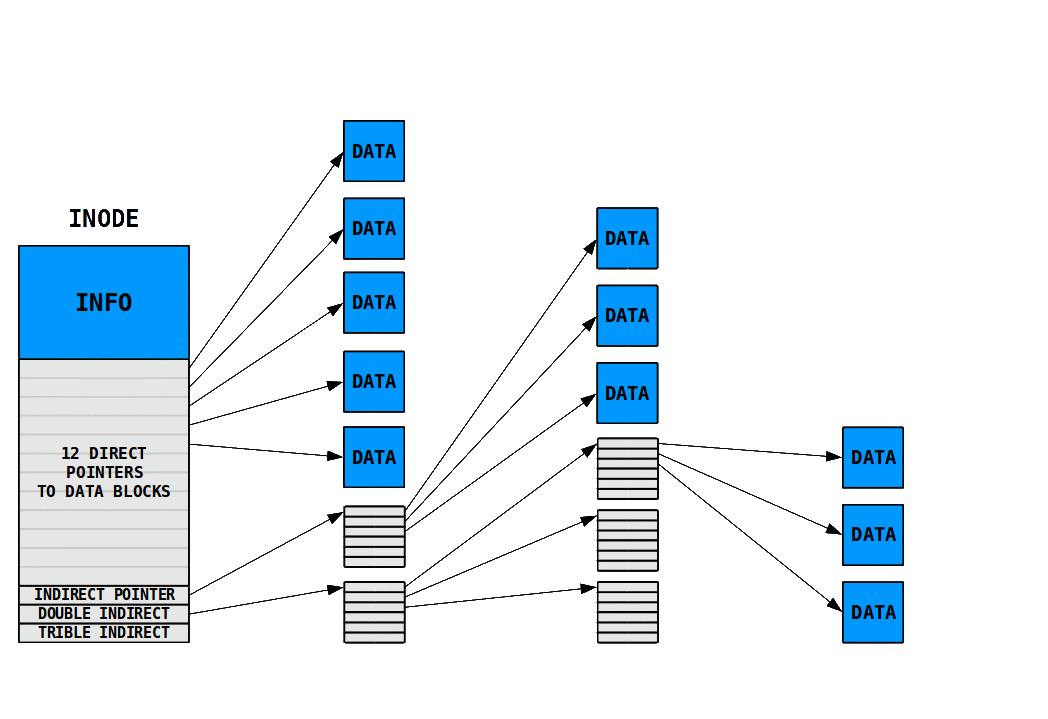 INODE
INFO
12 DIRECT
POINTERS
TO DATA BLOCKS
INDIRECT POINTER
DOUBLE INDIRECT
TRIBLE INDIRECT
DATA
DATA
DATA
DATA
DATA
DATA
DATA
DATA
DATA
DATA
DATA